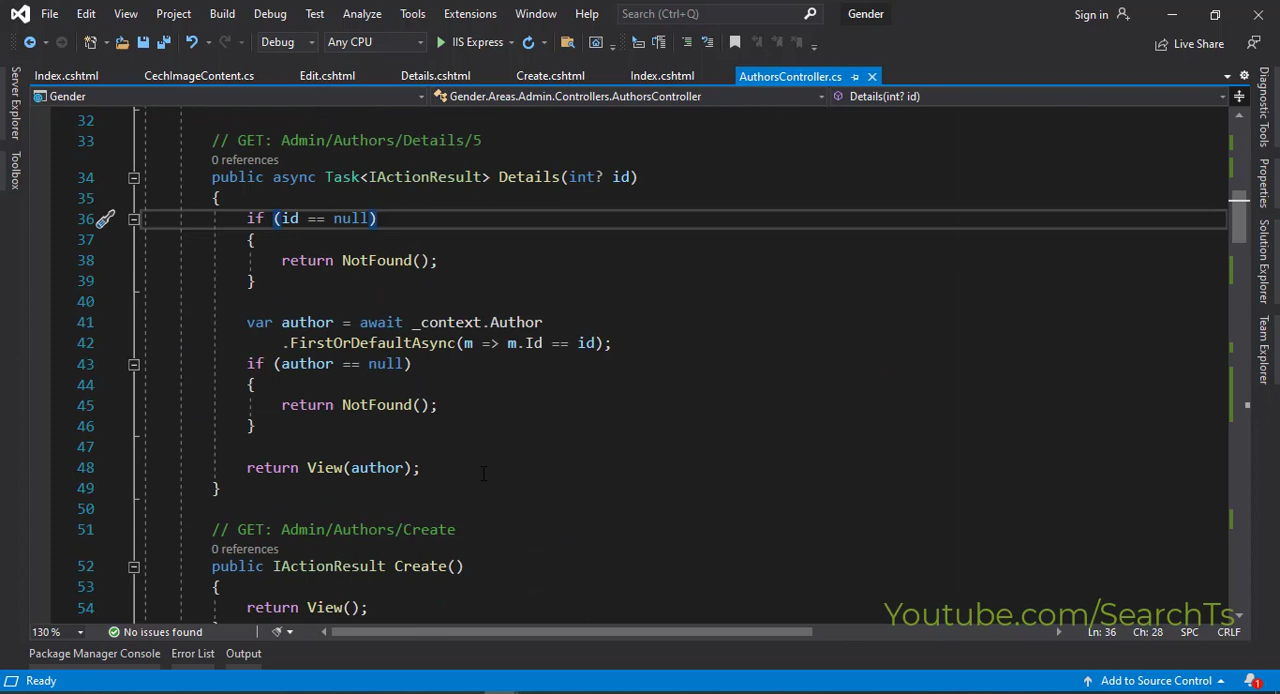 File Edit View Project Build Debug Test Analyze Tools Extensions Window Help Search (Ctrl+Q) Gender Sign in
Debug Any CPU IIS Express Live Share
Index.cshtml CechImageContent.cs Edit.cshtml Details.cshtml Create.cshtml Index.cshtml AuthorsController.cs
Gender Gender.Areas.Admin.Controllers.AuthorsController Details(int? id)
Server Explorer
Toolbox
Diagnostic Tools
Properties
Solution Explorer
Team Explorer
32
33 // GET: Admin/Authors/Details/5
0 references
34 public async Task<IActionResult> Details(int? id)
35 {
36 if (id == null)
37 {
38 return NotFound();
39 }
40
41 var author = await _context.Author
42 .FirstOrDefaultAsync(m => m.Id == id);
43 if (author == null)
44 {
45 return NotFound();
46 }
47
48 return View(author);
49 }
50
51 // GET: Admin/Authors/Create
0 references
52 public IActionResult Create()
53 {
54 return View();
Youtube.com/SearchTs
130 % No issues found Ln: 36 Ch: 28 SPC CRLF
Package Manager Console Error List Output
Ready Add to Source Control 1